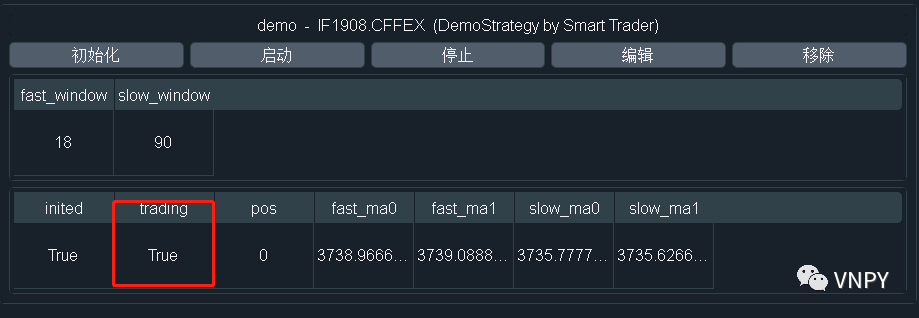 demo - IF1908.CFFEX (DemoStrategy by Smart Trader)
初始化 启动 停止 编辑 移除
fast_window slow_window
18 90
inited trading pos fast_ma0 fast_ma1 slow_ma0 slow_ma1
True True 0 3738.9666... 3739.0888... 3735.7777... 3735.6266...
VNPY